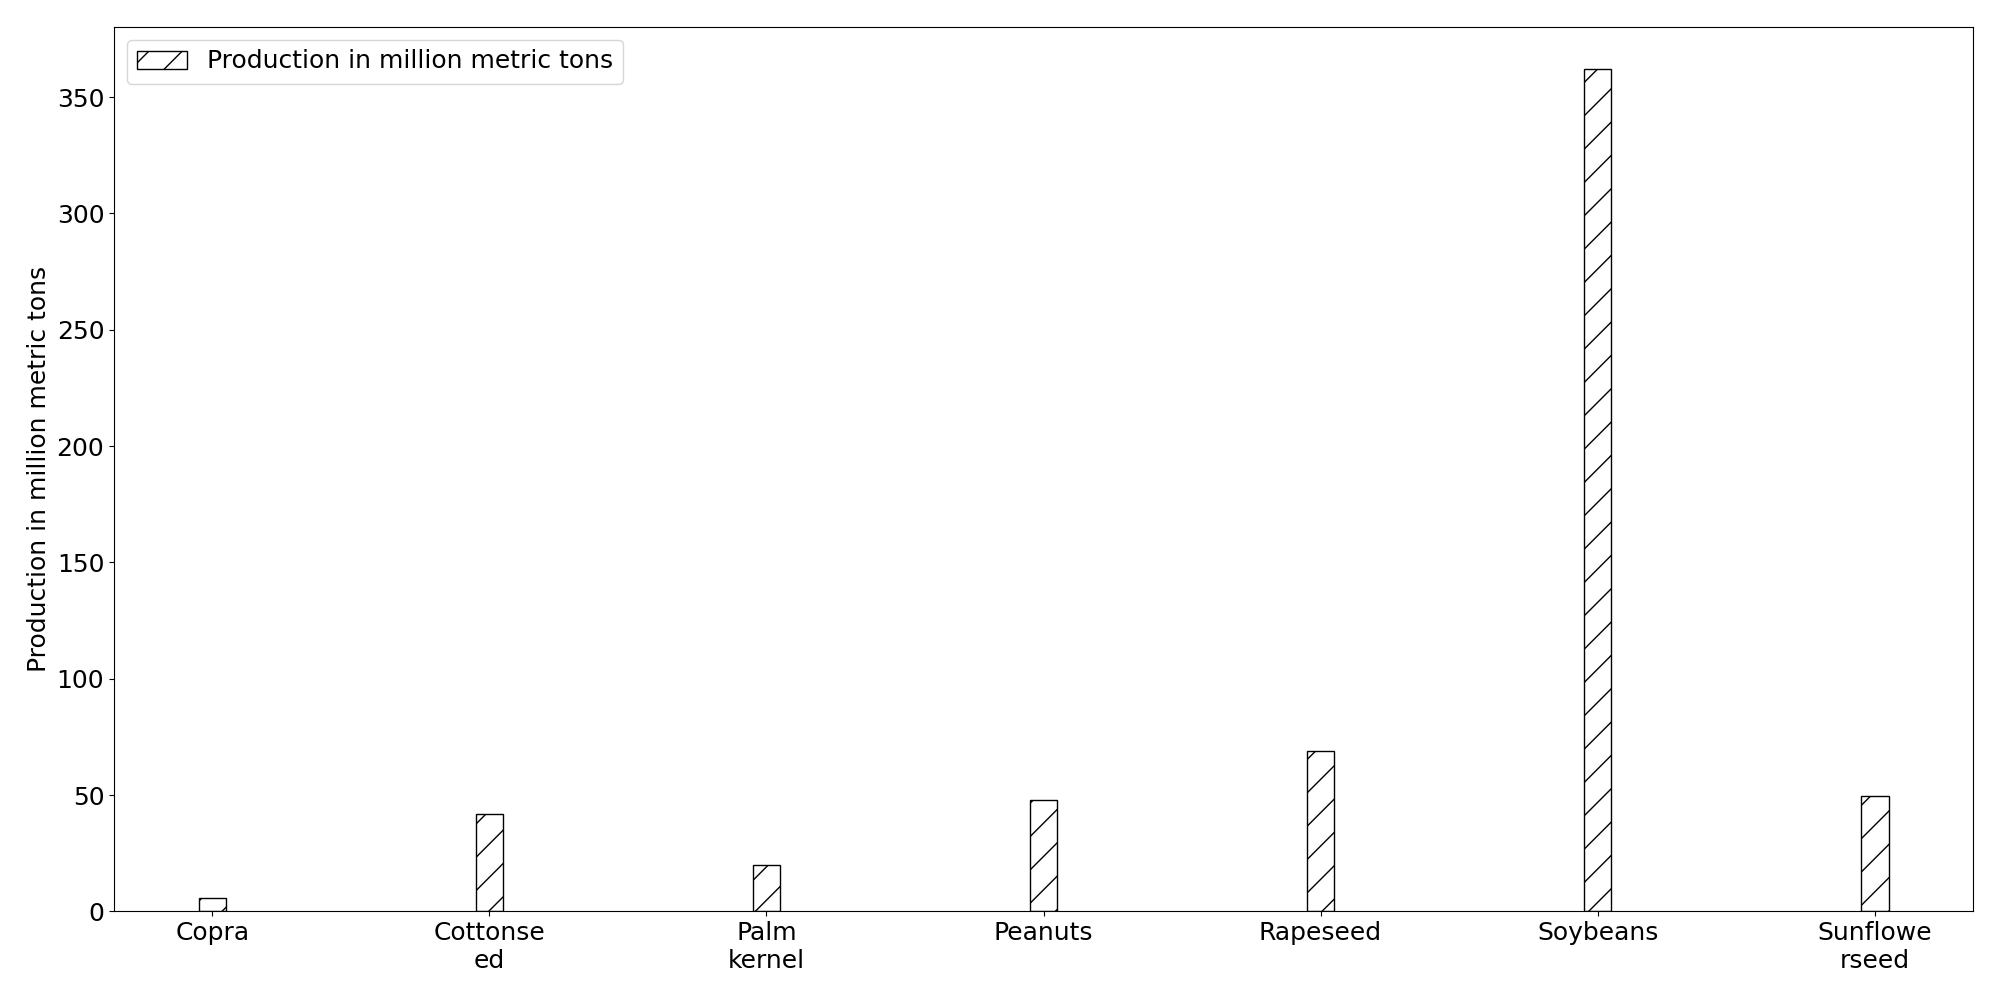 Production in million metric tons
Production in million metric tons
350
300
250
200
150
100
50
0
Copra
Cottonse
ed
Palm
kernel
Peanuts
Rapeseed
Soybeans
Sunflowe
rseed